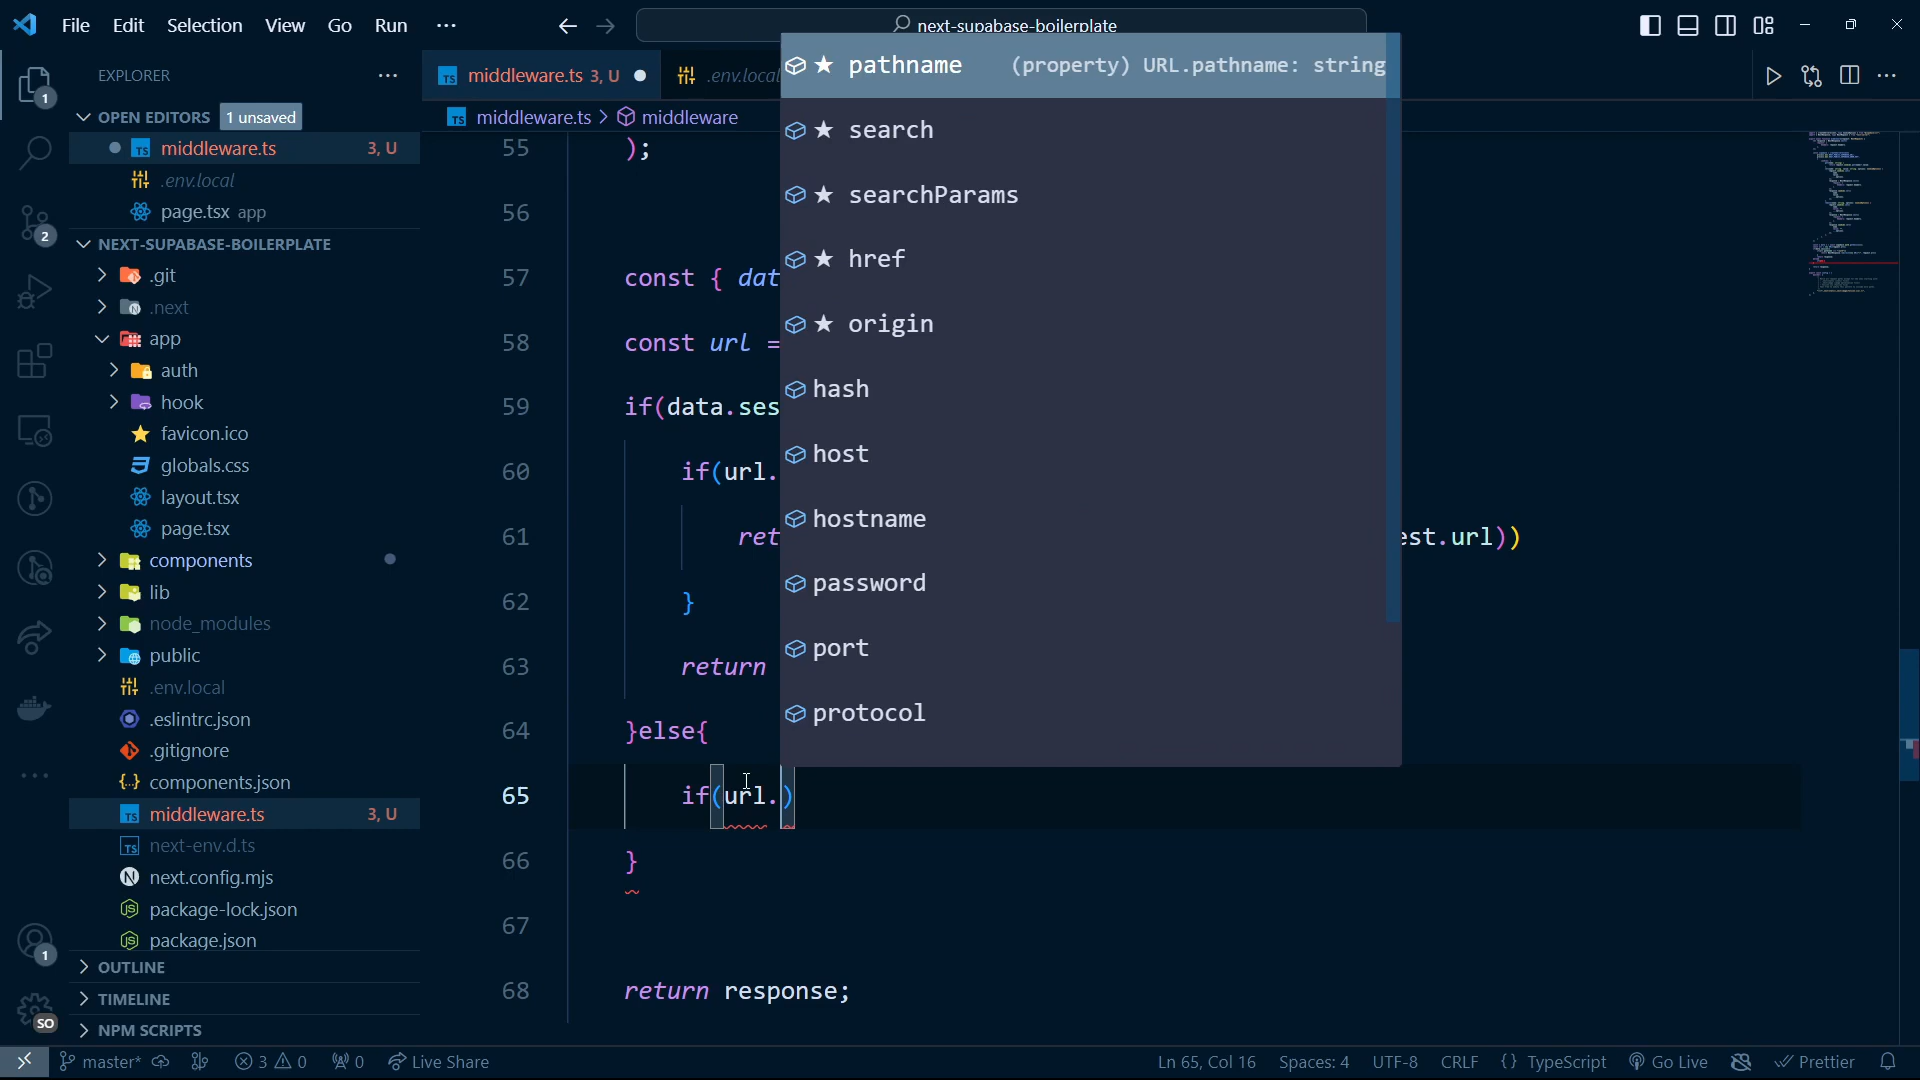 File Edit Selection View Go Run ···
next-supabase-boilerplate
EXPLORER ···
OPEN EDITORS 1 unsaved
middleware.ts 3, U
.env.local
page.tsx app
NEXT-SUPABASE-BOILERPLATE
.git
.next
app
auth
hook
favicon.ico
globals.css
layout.tsx
page.tsx
components
lib
node_modules
public
.env.local
.eslintrc.json
.gitignore
components.json
middleware.ts 3, U
next-env.d.ts
next.config.mjs
package-lock.json
package.json
OUTLINE
TIMELINE
NPM SCRIPTS
1
2
1
SO
middleware.ts 3, U
.env.local
middleware.ts > middleware
55 );
56
57 const { dat
58 const url =
59 if(data.ses
60 if(url.
61 ret est.url))
62 }
63 return
64 }else{
65 if(url.)
66 }
67
68 return response;
pathname (property) URL.pathname: string
search
searchParams
href
origin
hash
host
hostname
password
port
protocol
master* 3 0 0 Live Share Ln 65, Col 16 Spaces: 4 UTF-8 CRLF {} TypeScript Go Live Prettier